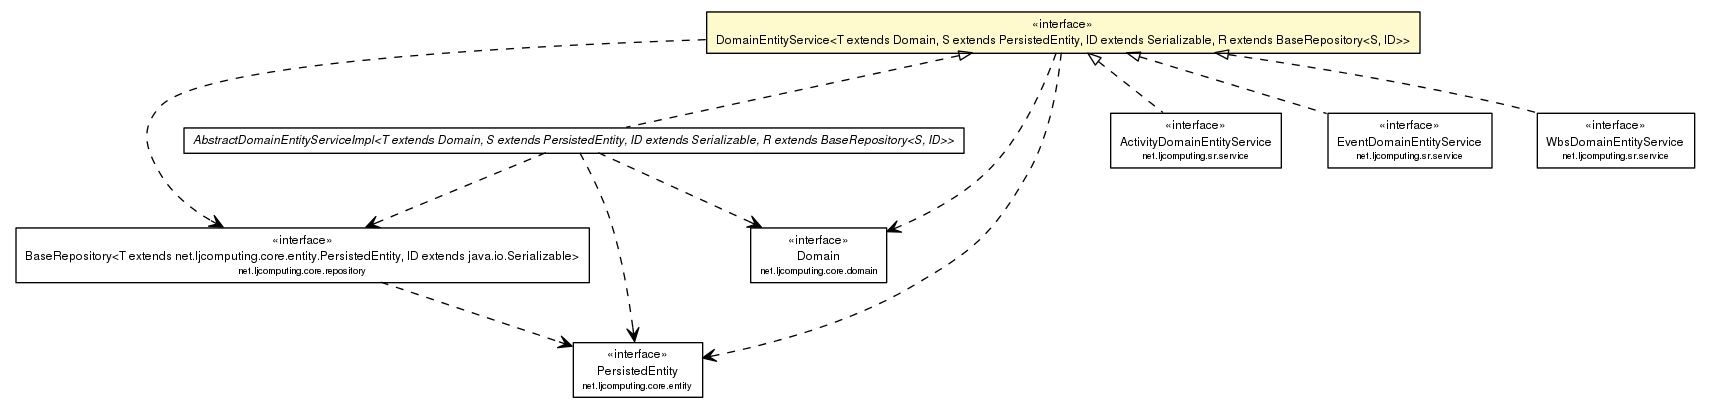 «interface»
DomainEntityService<T extends Domain, S extends PersistedEntity, ID extends Serializable, R extends BaseRepository<S, ID>>
AbstractDomainEntityServiceImpl<T extends Domain, S extends PersistedEntity, ID extends Serializable, R extends BaseRepository<S, ID>>
«interface»
ActivityDomainEntityService
net.ljcomputing.sr.service
«interface»
EventDomainEntityService
net.ljcomputing.sr.service
«interface»
WbsDomainEntityService
net.ljcomputing.sr.service
«interface»
BaseRepository<T extends net.ljcomputing.core.entity.PersistedEntity, ID extends java.io.Serializable>
net.ljcomputing.core.repository
«interface»
Domain
net.ljcomputing.core.domain
«interface»
PersistedEntity
net.ljcomputing.core.entity